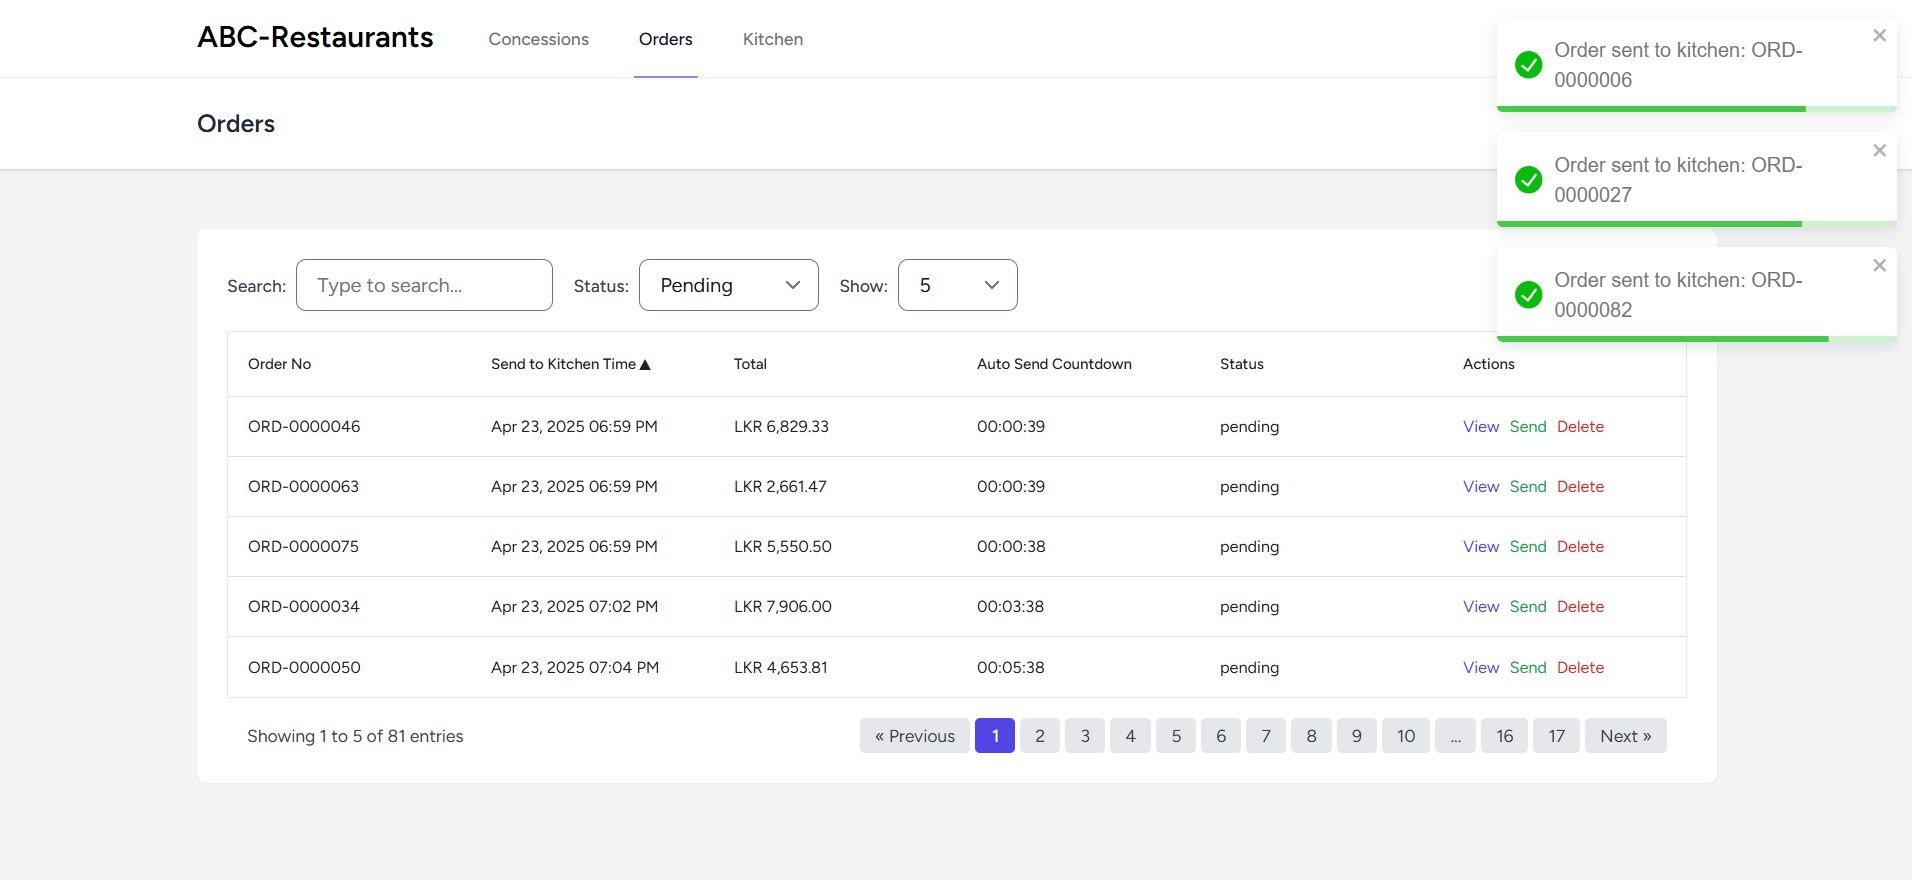 ABC-Restaurants Concessions Orders Kitchen
Orders
Order sent to kitchen: ORD-
0000006
Order sent to kitchen: ORD-
0000027
Order sent to kitchen: ORD-
0000082
Search: Type to search... Status: Pending Show: 5
Order No Send to Kitchen Time ▲ Total Auto Send Countdown Status Actions
ORD-0000046 Apr 23, 2025 06:59 PM LKR 6,829.33 00:00:39 pending View Send Delete
ORD-0000063 Apr 23, 2025 06:59 PM LKR 2,661.47 00:00:39 pending View Send Delete
ORD-0000075 Apr 23, 2025 06:59 PM LKR 5,550.50 00:00:38 pending View Send Delete
ORD-0000034 Apr 23, 2025 07:02 PM LKR 7,906.00 00:03:38 pending View Send Delete
ORD-0000050 Apr 23, 2025 07:04 PM LKR 4,653.81 00:05:38 pending View Send Delete
Showing 1 to 5 of 81 entries « Previous 1 2 3 4 5 6 7 8 9 10 ... 16 17 Next »